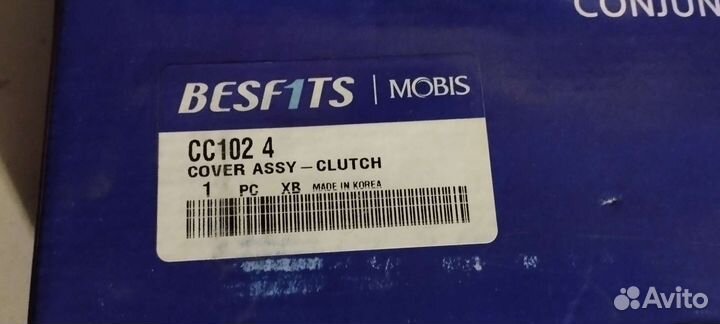 CONJUN
BESF1TS | MOBIS
CC102 4
COVER ASSY-CLUTCH
1 PC XB MADE IN KOREA
Avito